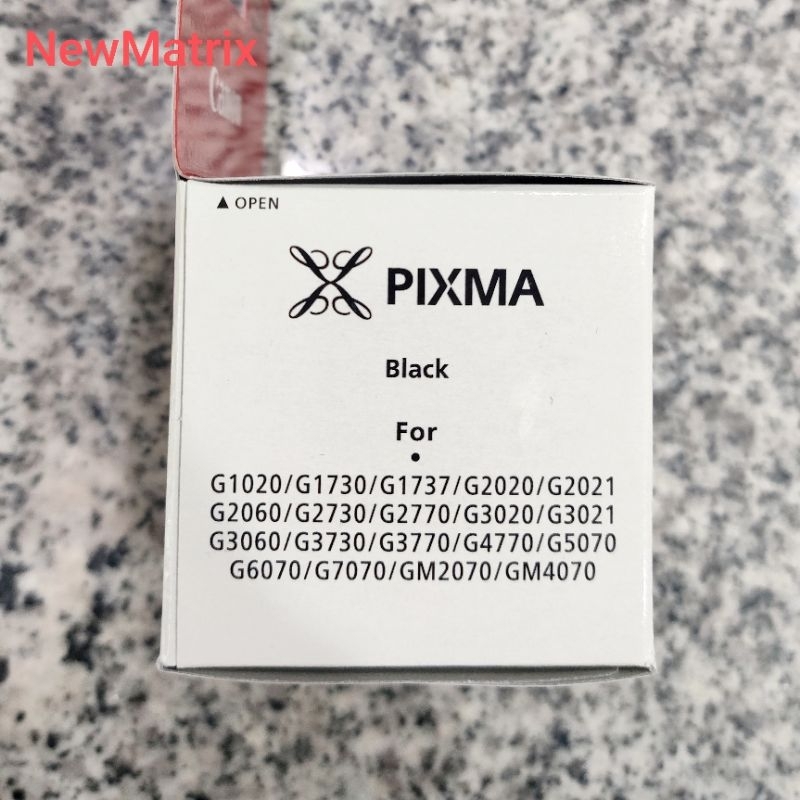 NewMatrix
▲ OPEN
PIXMA
Black
For
•
G1020/G1730/G1737/G2020/G2021
G2060/G2730/G2770/G3020/G3021
G3060/G3730/G3770/G4770/G5070
G6070/G7070/GM2070/GM4070